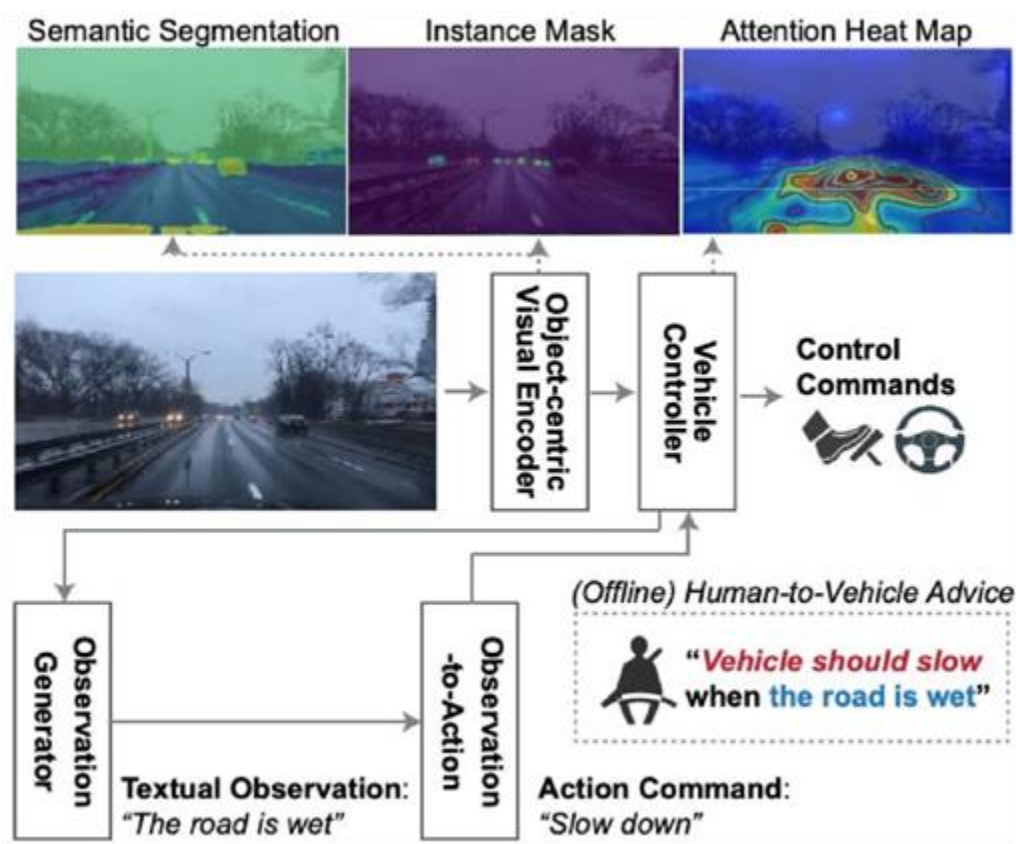 Semantic Segmentation
Instance Mask
Attention Heat Map
Object-centric
Visual Encoder
Vehicle
Controller
Control
Commands
(Offline) Human-to-Vehicle Advice
"Vehicle should slow
when the road is wet"
Observation
Generator
Observation
-to-Action
Textual Observation:
"The road is wet"
Action Command:
"Slow down"